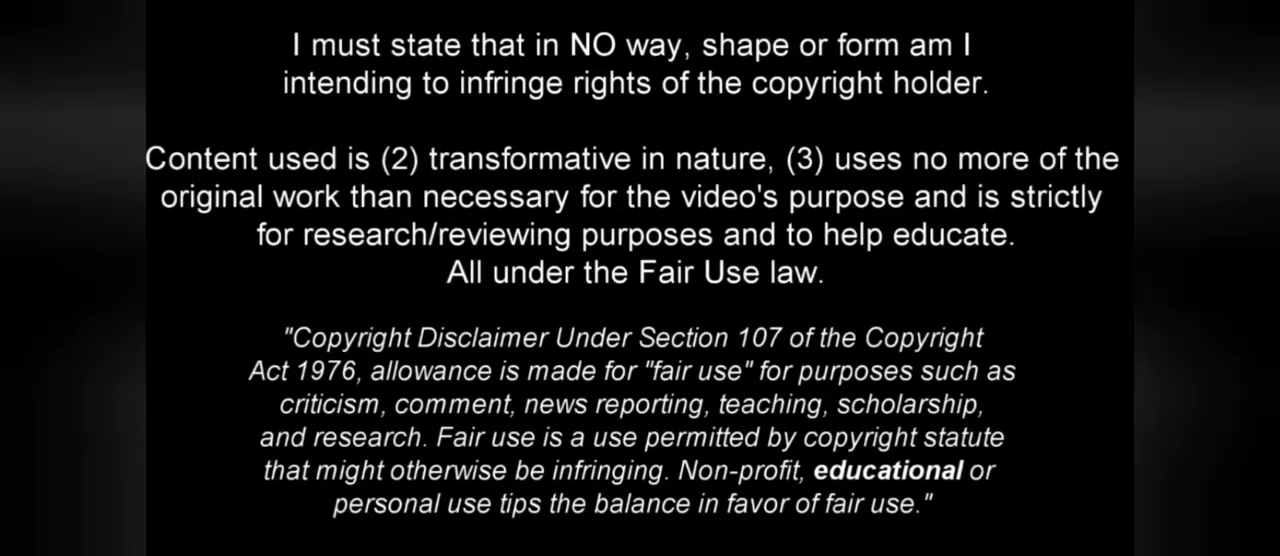 I must state that in NO way, shape or form am I
intending to infringe rights of the copyright holder.
Content used is (2) transformative in nature, (3) uses no more of the
original work than necessary for the video's purpose and is strictly
for research/reviewing purposes and to help educate.
All under the Fair Use law.
"Copyright Disclaimer Under Section 107 of the Copyright
Act 1976, allowance is made for "fair use" for purposes such as
criticism, comment, news reporting, teaching, scholarship,
and research. Fair use is a use permitted by copyright statute
that might otherwise be infringing. Non-profit, educational or
personal use tips the balance in favor of fair use."